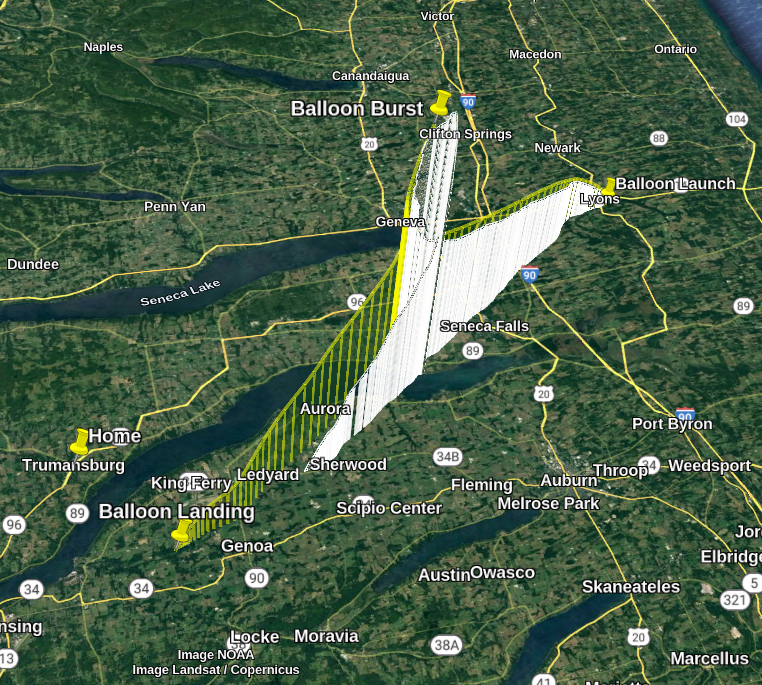 Victor
Naples
Macedon
Ontario
Canandaigua
Balloon Burst
90
104
Clifton Springs
88
20
Newark
Balloon Launch
Lyons
Penn Yan
Geneva
Dundee
90
Seneca Lake
96
89
Seneca Falls
89
20
Aurora
90
Port Byron
Home
Trumansburg
Sherwood
34B
Throop
34
Weedsport
King Ferry
Ledyard
Auburn
Fleming
89
Balloon Landing
Scipio Center
Melrose Park
96
Genoa
Jor
Elbridge
90
Austin
Owasco
5
34
34
Skaneateles
321
nsing
Locke
Moravia
38A
20
13
Image NOAA
Image Landsat / Copernicus
Marcellus
41